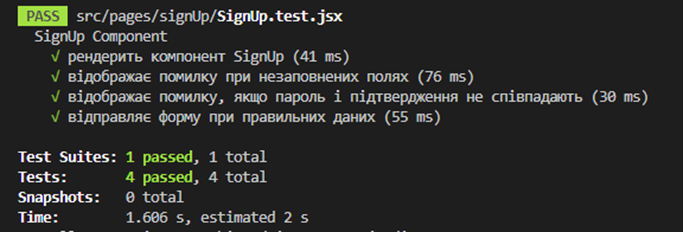 PASS src/pages/signUp/SignUp.test.jsx
SignUp Component
√ рендерить компонент SignUp (41 ms)
√ відображає помилку при незаповнених полях (76 ms)
√ відображає помилку, якщо пароль і підтвердження не співпадають (30 ms)
√ відправляє форму при правильних даних (55 ms)
Test Suites: 1 passed, 1 total
Tests: 4 passed, 4 total
Snapshots: 0 total
Time: 1.606 s, estimated 2 s